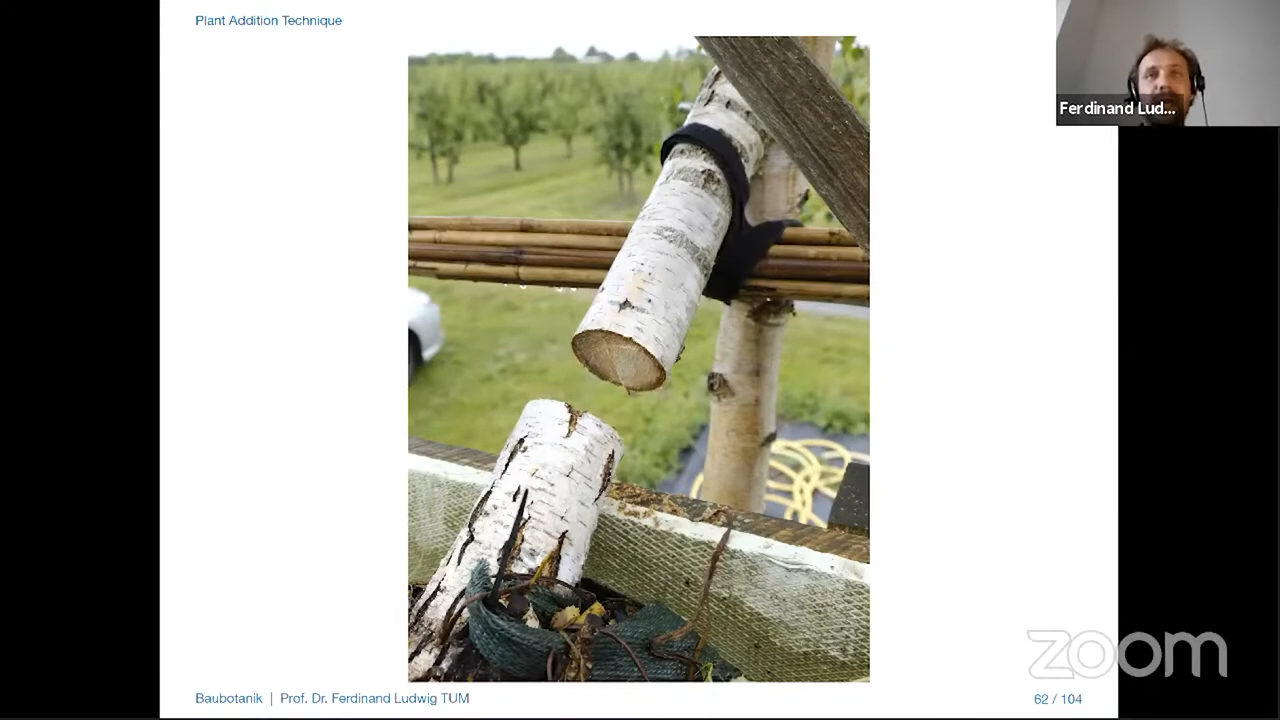 Plant Addition Technique
Ferdinand Lud...
zoom
Baubotanik | Prof. Dr. Ferdinand Ludwig TUM
62 / 104